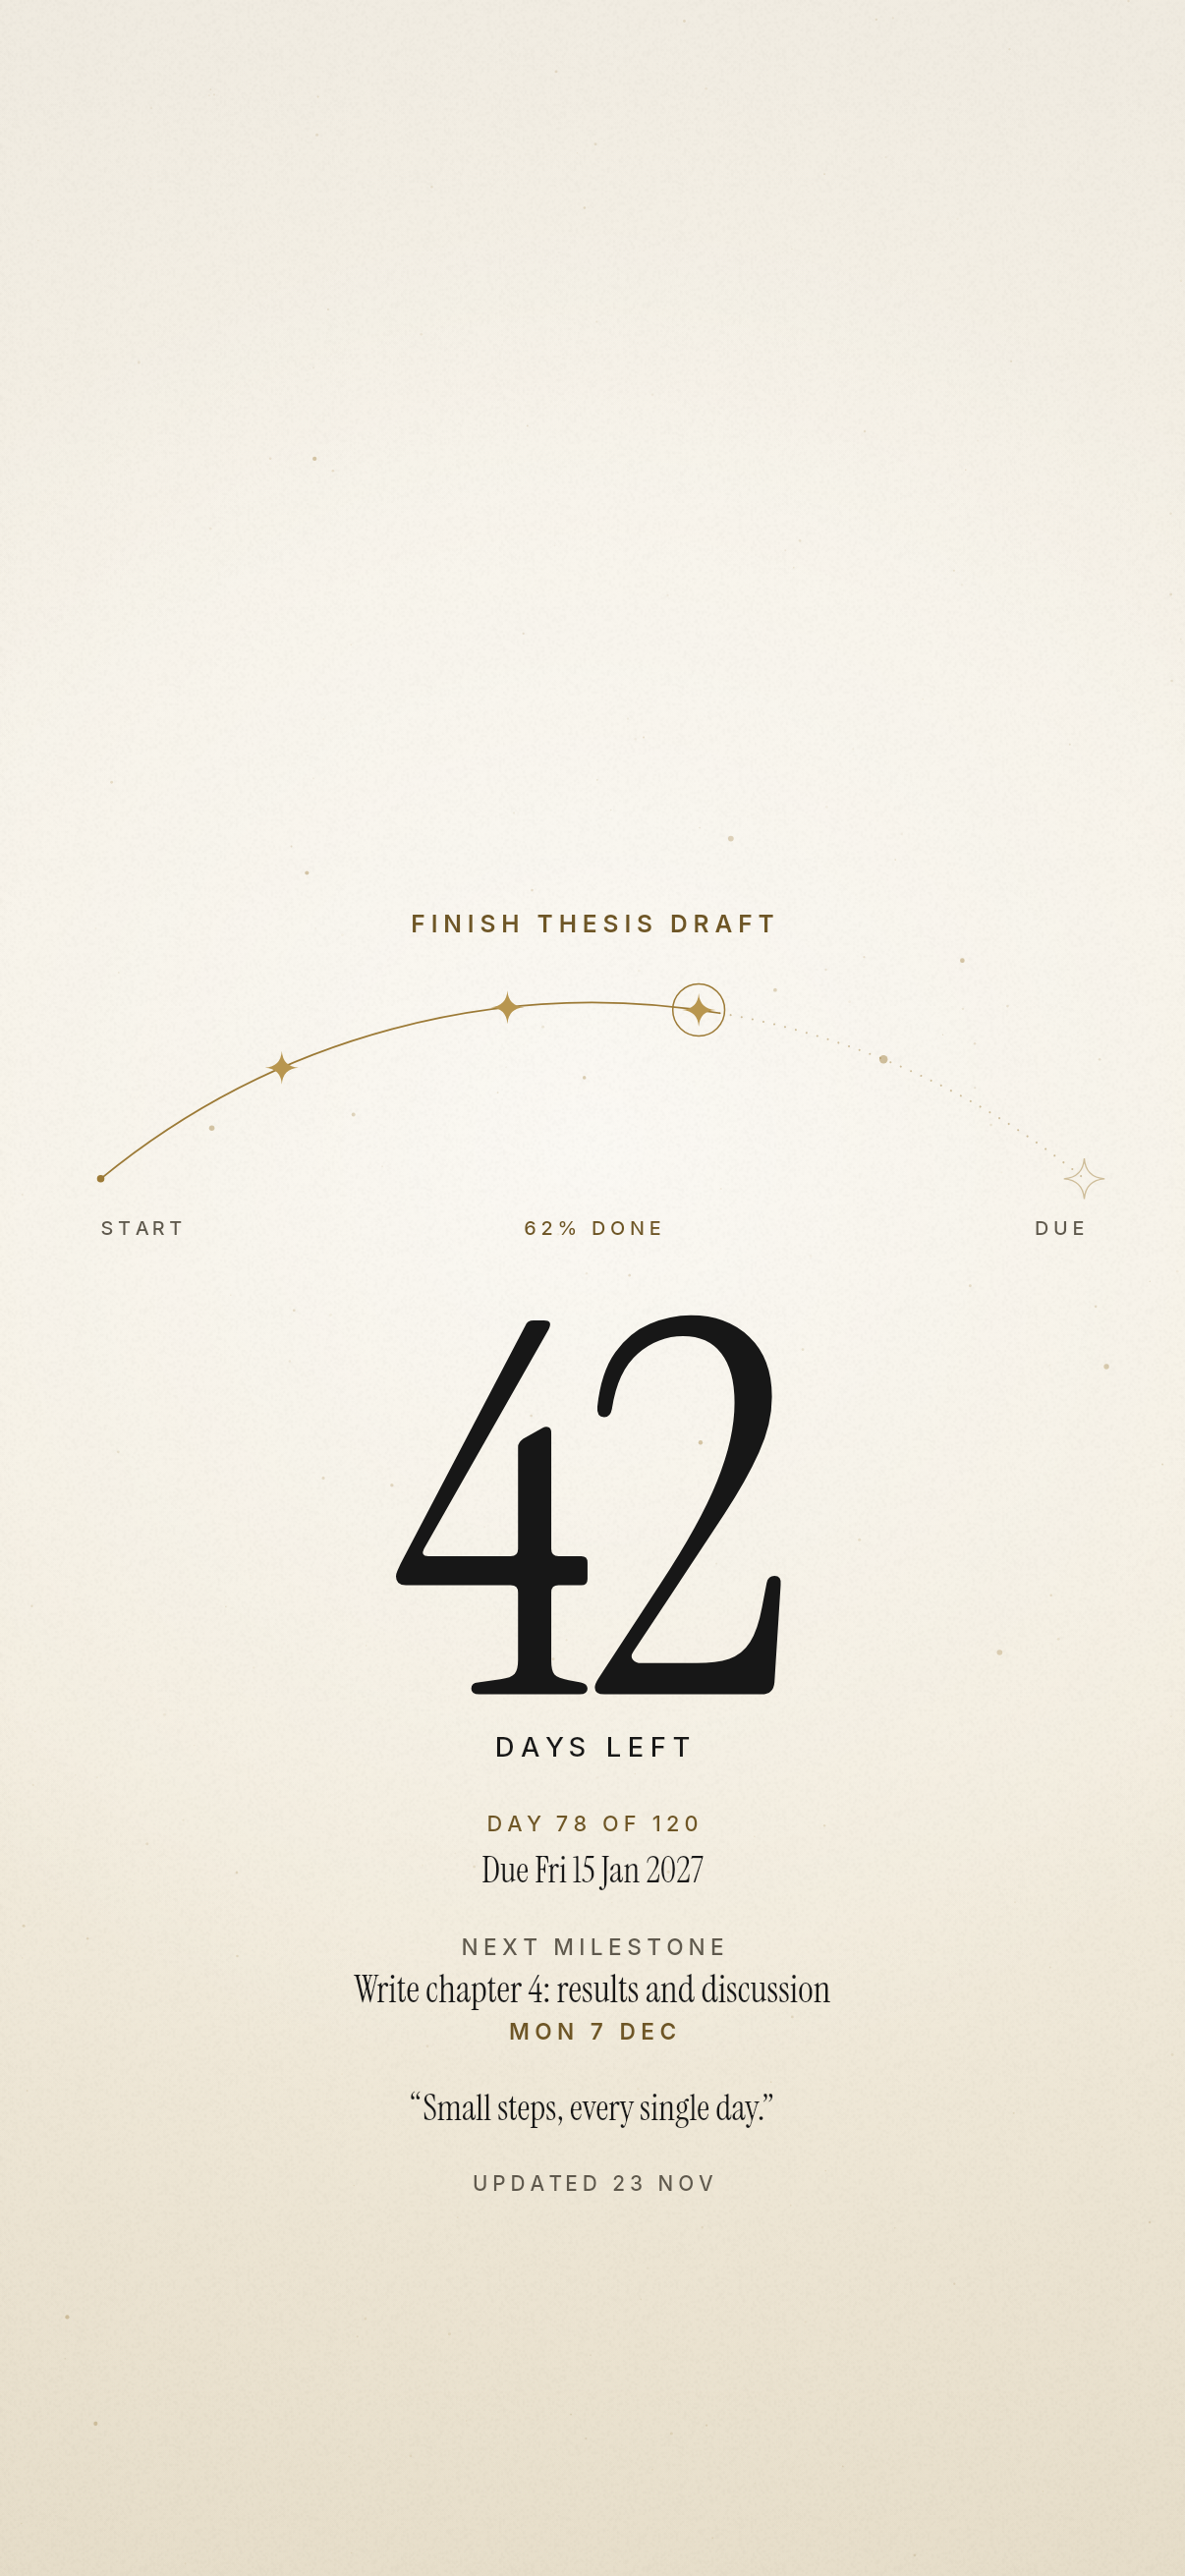 FINISH THESIS DRAFT
START
62% DONE
DUE
42
DAYS LEFT
DAY 78 OF 120
Due Fri 15 Jan 2027
NEXT MILESTONE
Write chapter 4: results and discussion
MON 7 DEC
“Small steps, every single day.”
UPDATED 23 NOV